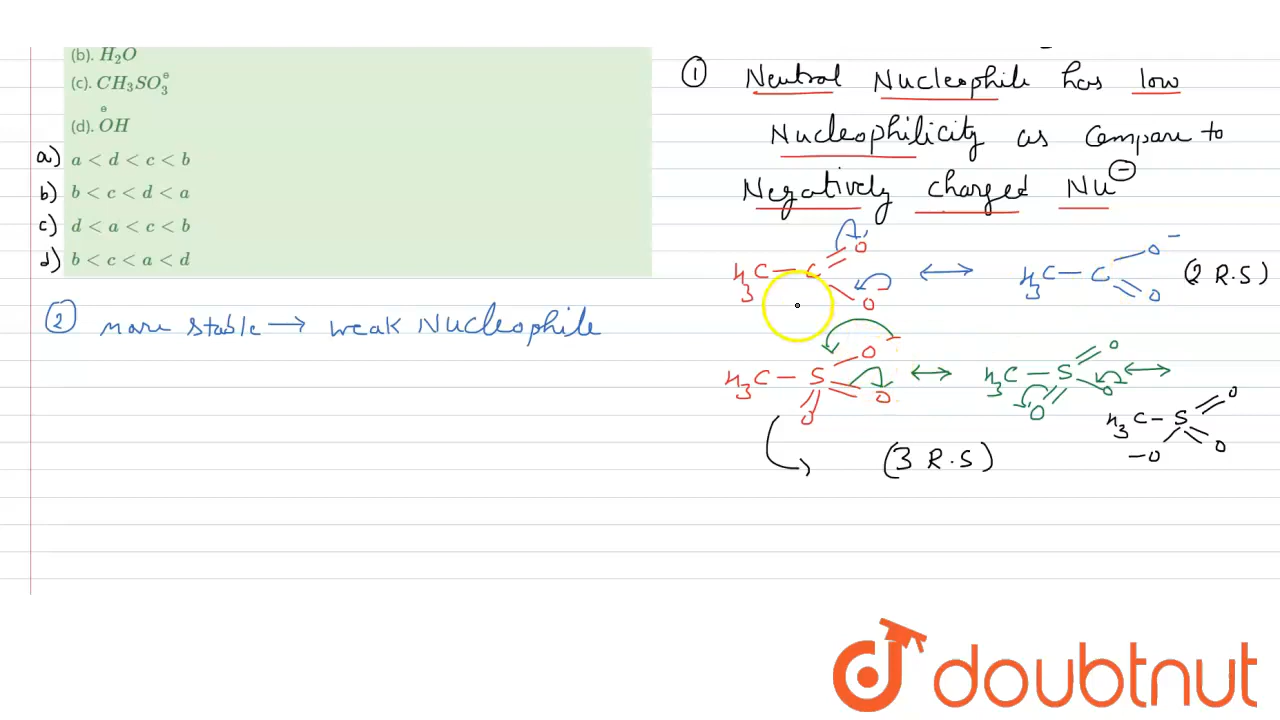 (b). H₂O
(c). CH₃SO₃⊖
(d). ⊖OH
a) a < d < c < b
b) b < c < d < a
c) d < a < c < b
d) b < c < a < d
② more stable → weak Nucleophile
① Neutral Nucleophile has low
Nucleophilicity as compare to
Negatively charged Nu⊖
H₃C – C = O O ↔ H₃C – C O⁻ = O (2 R.S)
H₃C – S O = O = O ↔ H₃C – S = O O = O ↔
H₃C – S = O = O –O
(3 R.S)
doubtnut